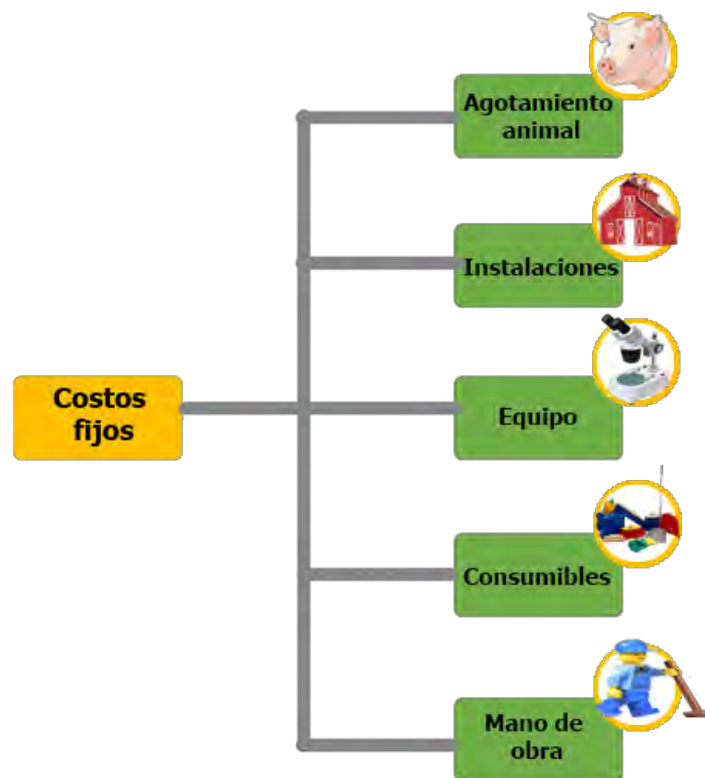 Agotamiento
animal
Instalaciones
Costos
fijos
Equipo
Consumibles
Mano de
obra